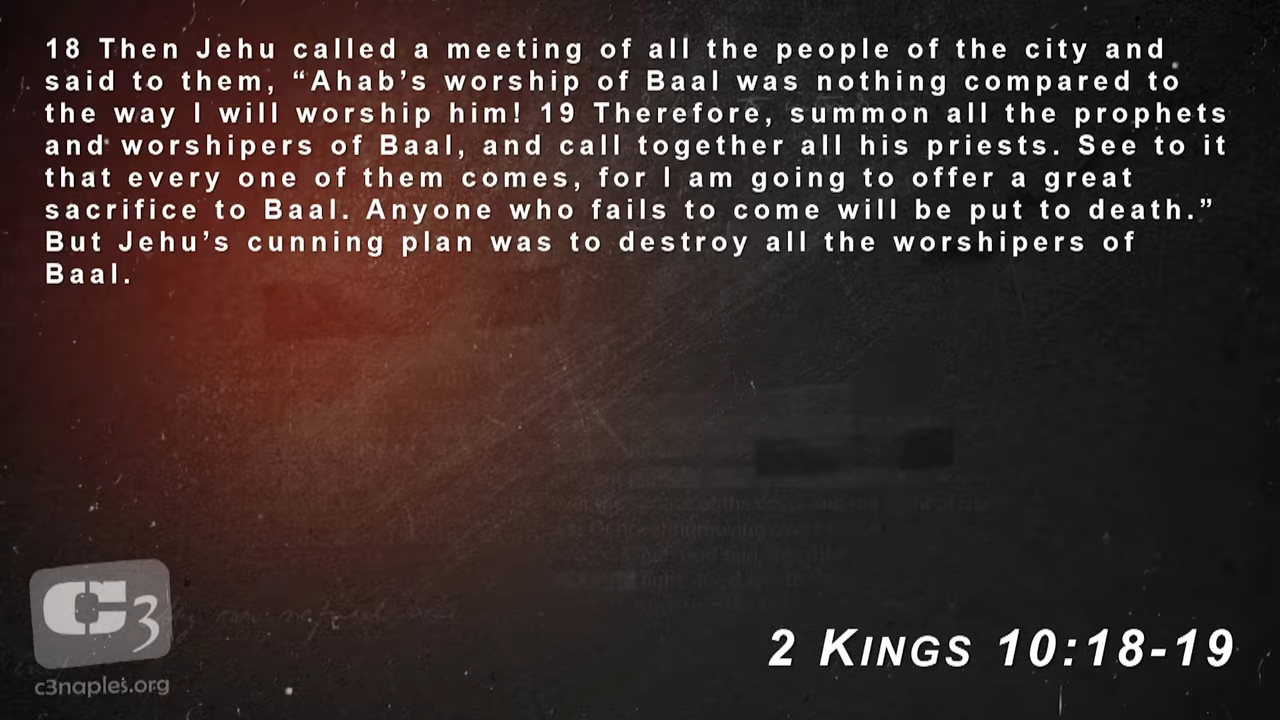 18 Then Jehu called a meeting of all the people of the city and
said to them, “Ahab’s worship of Baal was nothing compared to
the way I will worship him! 19 Therefore, summon all the prophets
and worshipers of Baal, and call together all his priests. See to it
that every one of them comes, for I am going to offer a great
sacrifice to Baal. Anyone who fails to come will be put to death.”
But Jehu’s cunning plan was to destroy all the worshipers of
Baal.
C3
c3naples.org
2 KINGS 10:18-19